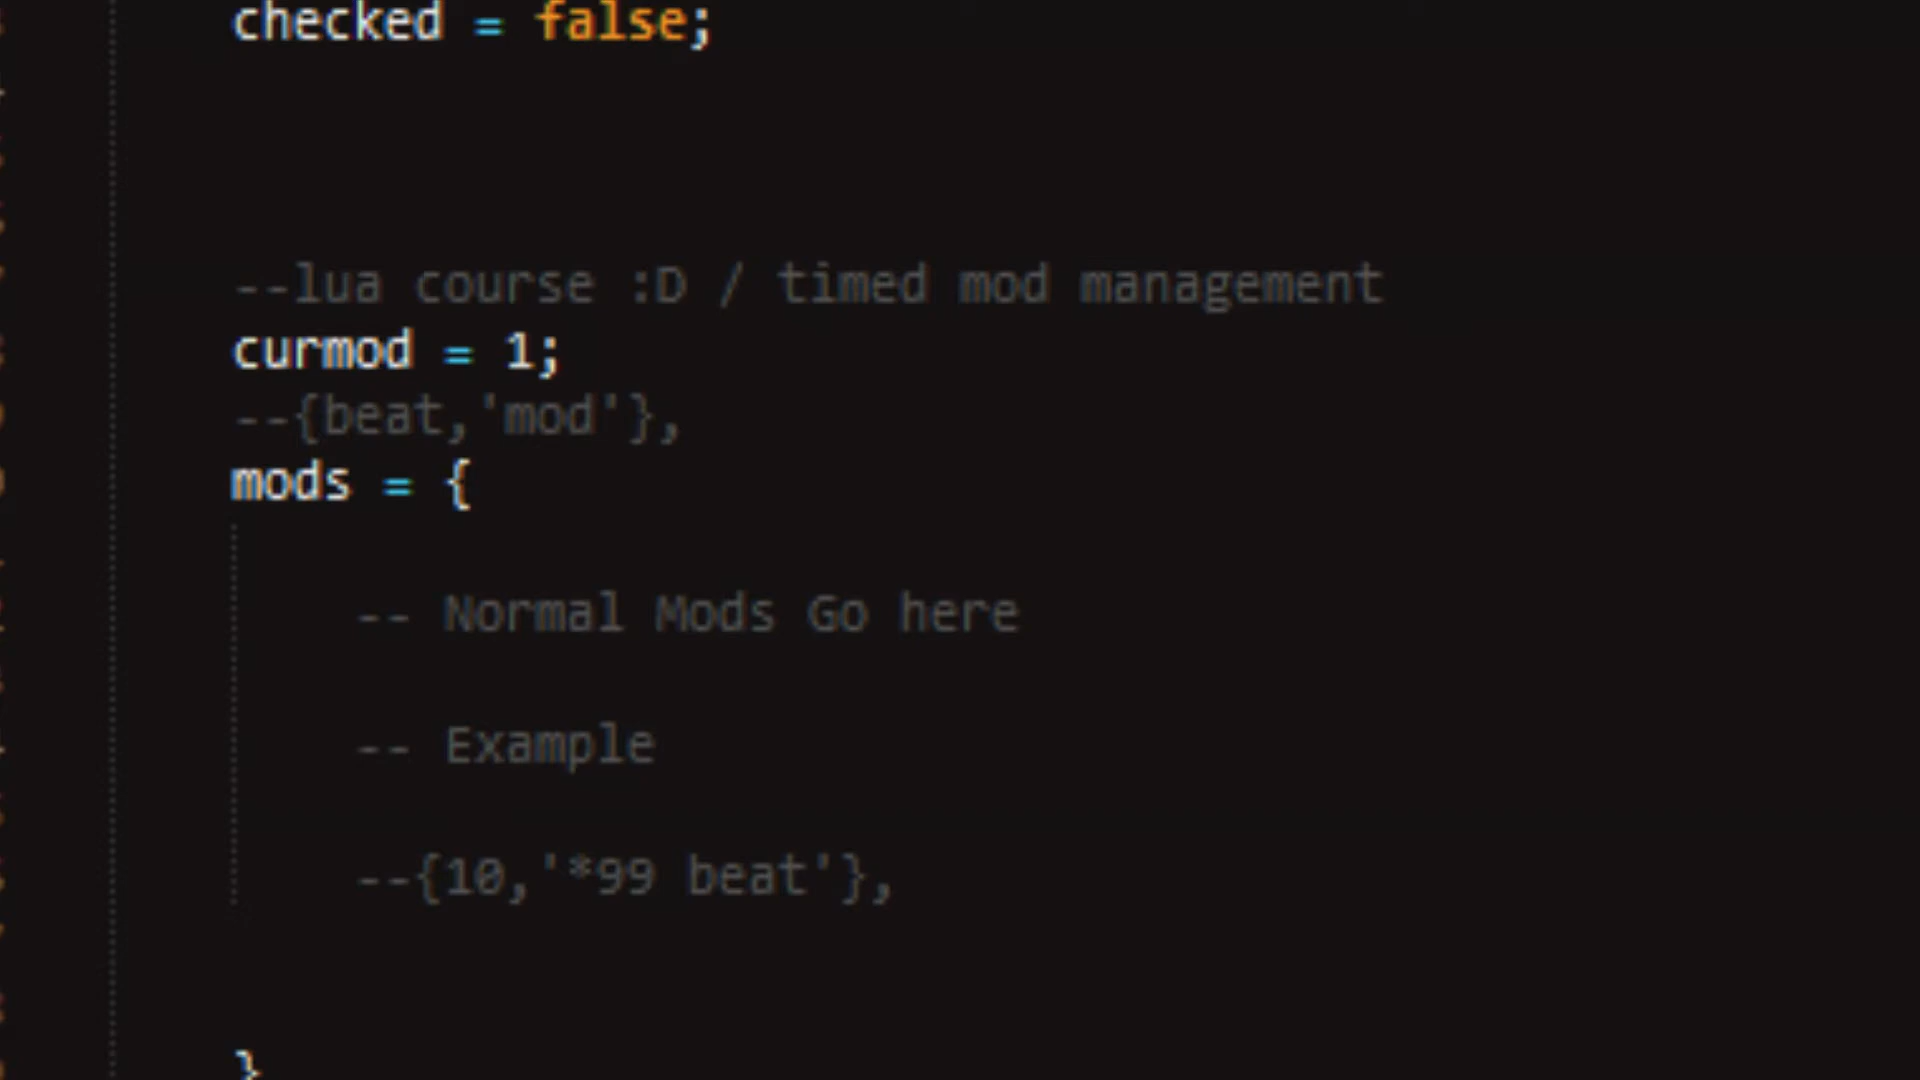 checked = false;
--lua course :D / timed mod management
curmod = 1;
--{beat,'mod'},
mods = {
-- Normal Mods Go here
-- Example
--{10,'*99 beat'},
}